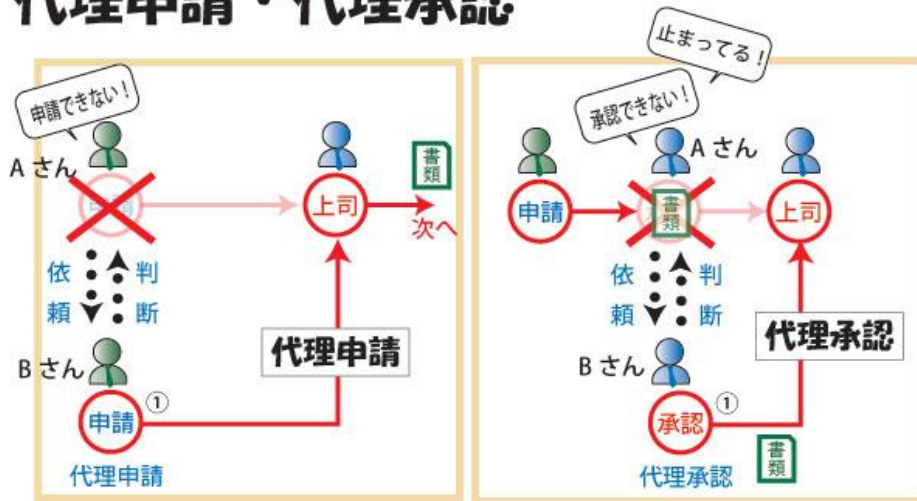 代理申請・代理承認
申請できない！
Aさん
上司
書類
次へ
依頼
判断
Bさん
申請
①
代理申請
代理申請
止まってる！
承認できない！
Aさん
申請
書類
上司
依頼
判断
Bさん
承認
①
代理承認
代理承認
書類